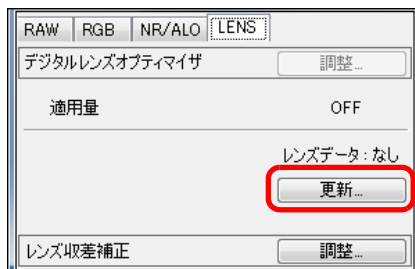 RAW RGB NR/ALO LENS
デジタルレンズオプティマイザ 調整...
適用量 OFF
レンズデータ：なし
更新...
レンズ収差補正 調整...